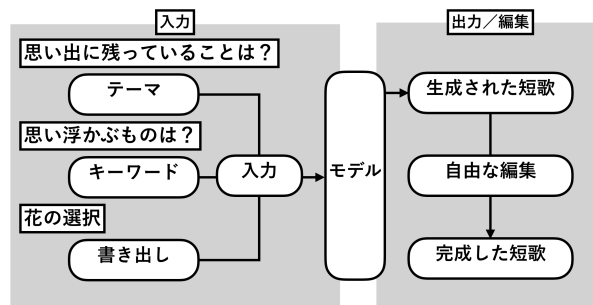 入力
思い出に残っていることは？
テーマ
思い浮かぶものは？
キーワード
入力
花の選択
書き出し
モデル
出力／編集
生成された短歌
自由な編集
完成した短歌